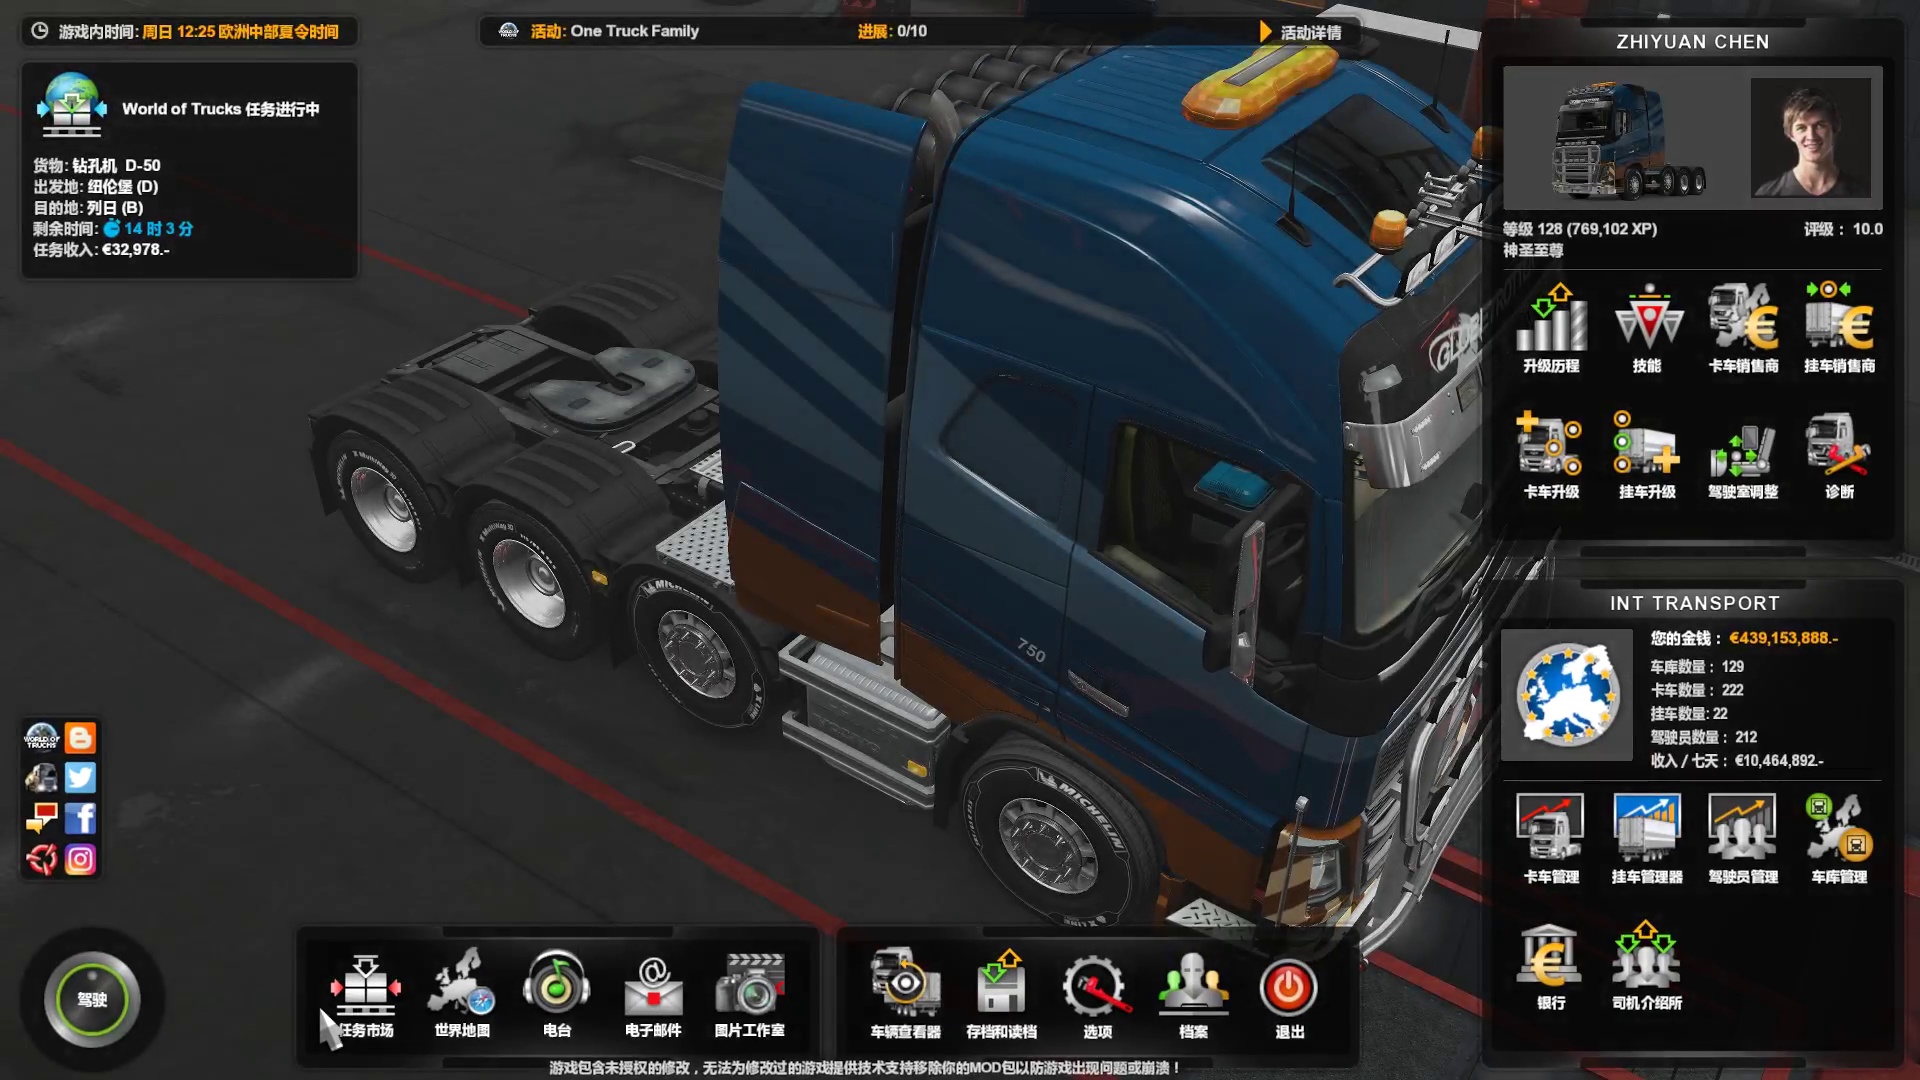 游戏内时间: 周日 12:25 欧洲中部夏令时间
活动: One Truck Family
进展: 0/10
活动详情
World of Trucks 任务进行中
货物: 钻孔机 D-50
出发地: 纽伦堡 (D)
目的地: 列日 (B)
剩余时间: 14 时 3 分
任务收入: €32,978.-
ZHIYUAN CHEN
等级 128 (769,102 XP)
评级： 10.0
神圣至尊
升级历程
技能
卡车销售商
挂车销售商
卡车升级
挂车升级
驾驶室调整
诊断
INT TRANSPORT
您的金钱： €439,153,888.-
车库数量： 129
卡车数量： 222
挂车数量: 22
驾驶员数量： 212
收入 / 七天： €10,464,892.-
卡车管理
挂车管理器
驾驶员管理
车库管理
银行
司机介绍所
750
MICHELIN
MICHELIN
WORLD OF TRUCKS
驾驶
任务市场
世界地图
电台
电子邮件
图片工作室
车辆查看器
存档和读档
选项
档案
退出
游戏包含未授权的修改，无法为修改过的游戏提供技术支持移除你的MOD包以防游戏出现问题或崩溃！